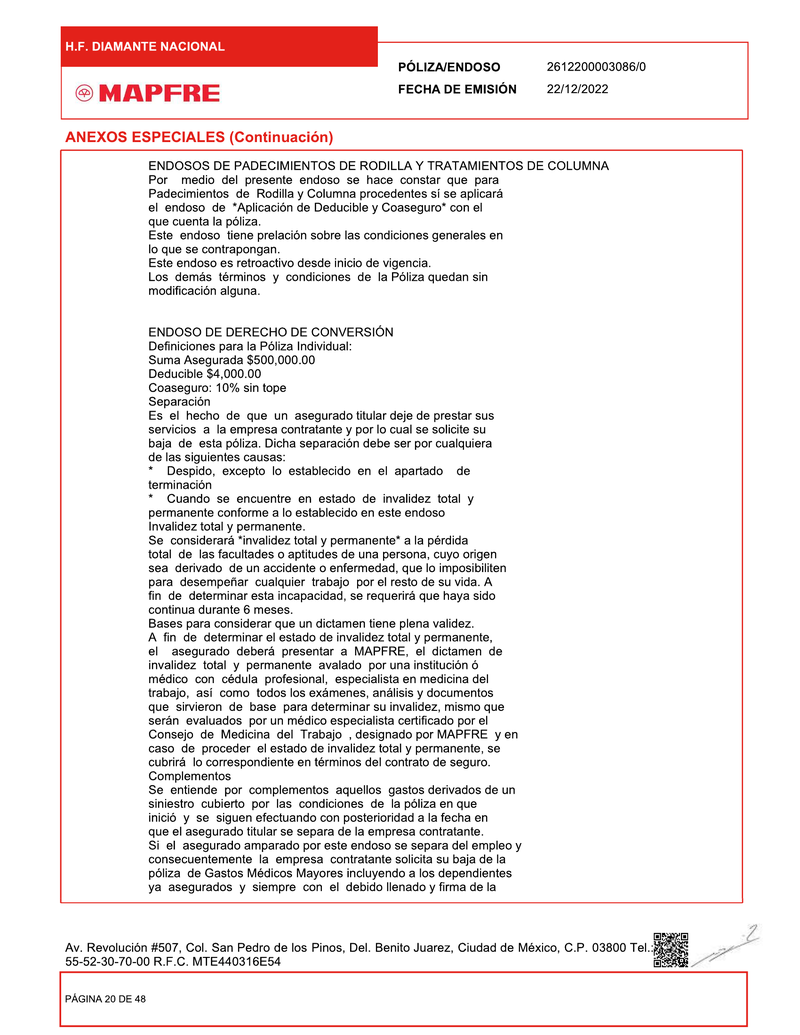 H.F. DIAMANTE NACIONAL
PÓLIZA/ENDOSO 2612200003086/0
MAPFRE
FECHA DE EMISIÓN 22/12/2022
ANEXOS ESPECIALES (Continuación)
ENDOSOS DE PADECIMIENTOS DE RODILLA Y TRATAMIENTOS DE COLUMNA
Por medio del presente endoso se hace constar que para
Padecimientos de Rodilla y Columna procedentes sí se aplicará
el endoso de *Aplicación de Deducible y Coaseguro* con el
que cuenta la póliza.
Este endoso tiene prelación sobre las condiciones generales en
lo que se contrapongan.
Este endoso es retroactivo desde inicio de vigencia.
Los demás términos y condiciones de la Póliza quedan sin
modificación alguna.
ENDOSO DE DERECHO DE CONVERSIÓN
Definiciones para la Póliza Individual:
Suma Asegurada $500,000.00
Deducible $4,000.00
Coaseguro: 10% sin tope
Separación
Es el hecho de que un asegurado titular deje de prestar sus
servicios a la empresa contratante y por lo cual se solicite su
baja de esta póliza. Dicha separación debe ser por cualquiera
de las siguientes causas:
* Despido, excepto lo establecido en el apartado de
terminación
* Cuando se encuentre en estado de invalidez total y
permanente conforme a lo establecido en este endoso
Invalidez total y permanente.
Se considerará *invalidez total y permanente* a la pérdida
total de las facultades o aptitudes de una persona, cuyo origen
sea derivado de un accidente o enfermedad, que lo imposibiliten
para desempeñar cualquier trabajo por el resto de su vida. A
fin de determinar esta incapacidad, se requerirá que haya sido
continua durante 6 meses.
Bases para considerar que un dictamen tiene plena validez.
A fin de determinar el estado de invalidez total y permanente,
el asegurado deberá presentar a MAPFRE, el dictamen de
invalidez total y permanente avalado por una institución ó
médico con cédula profesional, especialista en medicina del
trabajo, así como todos los exámenes, análisis y documentos
que sirvieron de base para determinar su invalidez, mismo que
serán evaluados por un médico especialista certificado por el
Consejo de Medicina del Trabajo , designado por MAPFRE y en
caso de proceder el estado de invalidez total y permanente, se
cubrirá lo correspondiente en términos del contrato de seguro.
Complementos
Se entiende por complementos aquellos gastos derivados de un
siniestro cubierto por las condiciones de la póliza en que
inició y se siguen efectuando con posterioridad a la fecha en
que el asegurado titular se separa de la empresa contratante.
Si el asegurado amparado por este endoso se separa del empleo y
consecuentemente la empresa contratante solicita su baja de la
póliza de Gastos Médicos Mayores incluyendo a los dependientes
ya asegurados y siempre con el debido llenado y firma de la
Av. Revolución #507, Col. San Pedro de los Pinos, Del. Benito Juarez, Ciudad de México, C.P. 03800 Tel.:
55-52-30-70-00 R.F.C. MTE440316E54
PÁGINA 20 DE 48